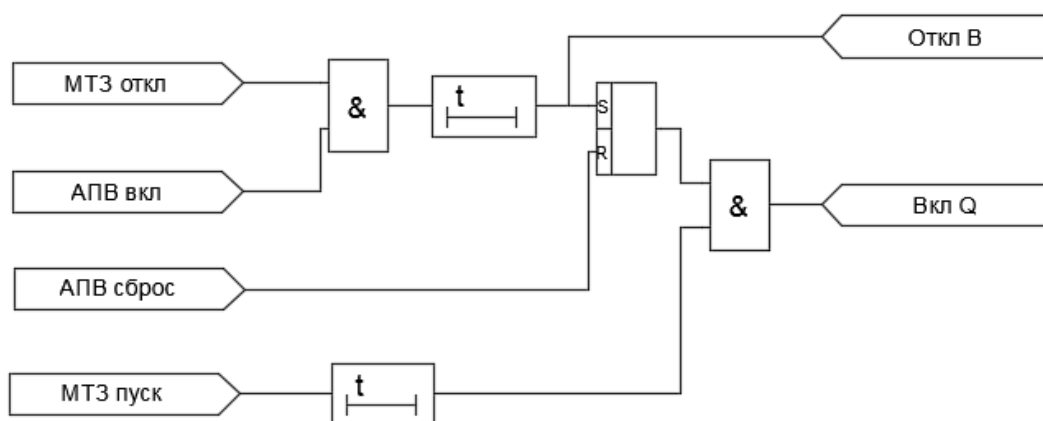 Откл В
МТЗ откл
&
t
S
R
АПВ вкл
&
Вкл Q
АПВ сброс
МТЗ пуск
t